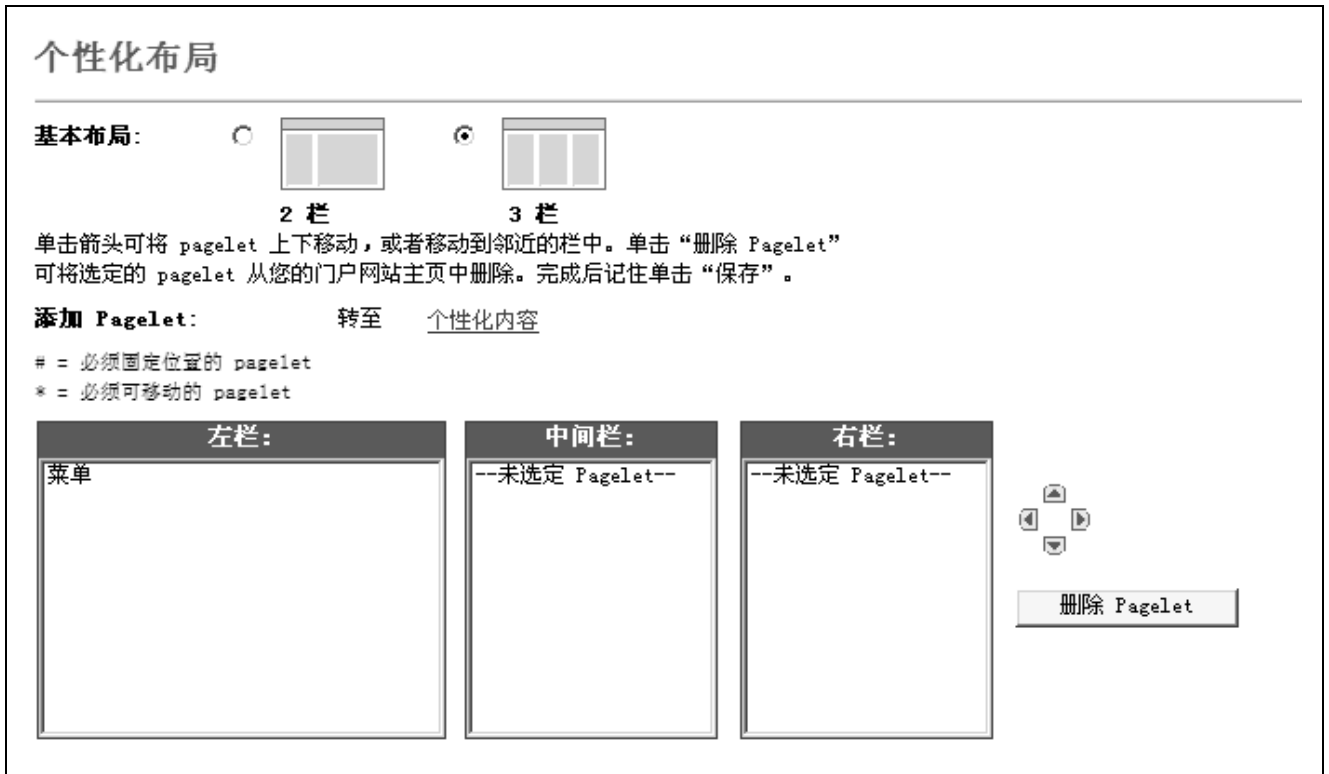 个性化布局
基本布局:
2 栏 3 栏
单击箭头可将 pagelet 上下移动，或者移动到邻近的栏中。单击“删除 Pagelet”
可将选定的 pagelet 从您的门户网站主页中删除。完成后记住单击“保存”。
添加 Pagelet: 转至 个性化内容
# = 必须固定位置的 pagelet
* = 必须可移动的 pagelet
左栏: 中间栏: 右栏:
菜单 --未选定 Pagelet-- --未选定 Pagelet--
删除 Pagelet